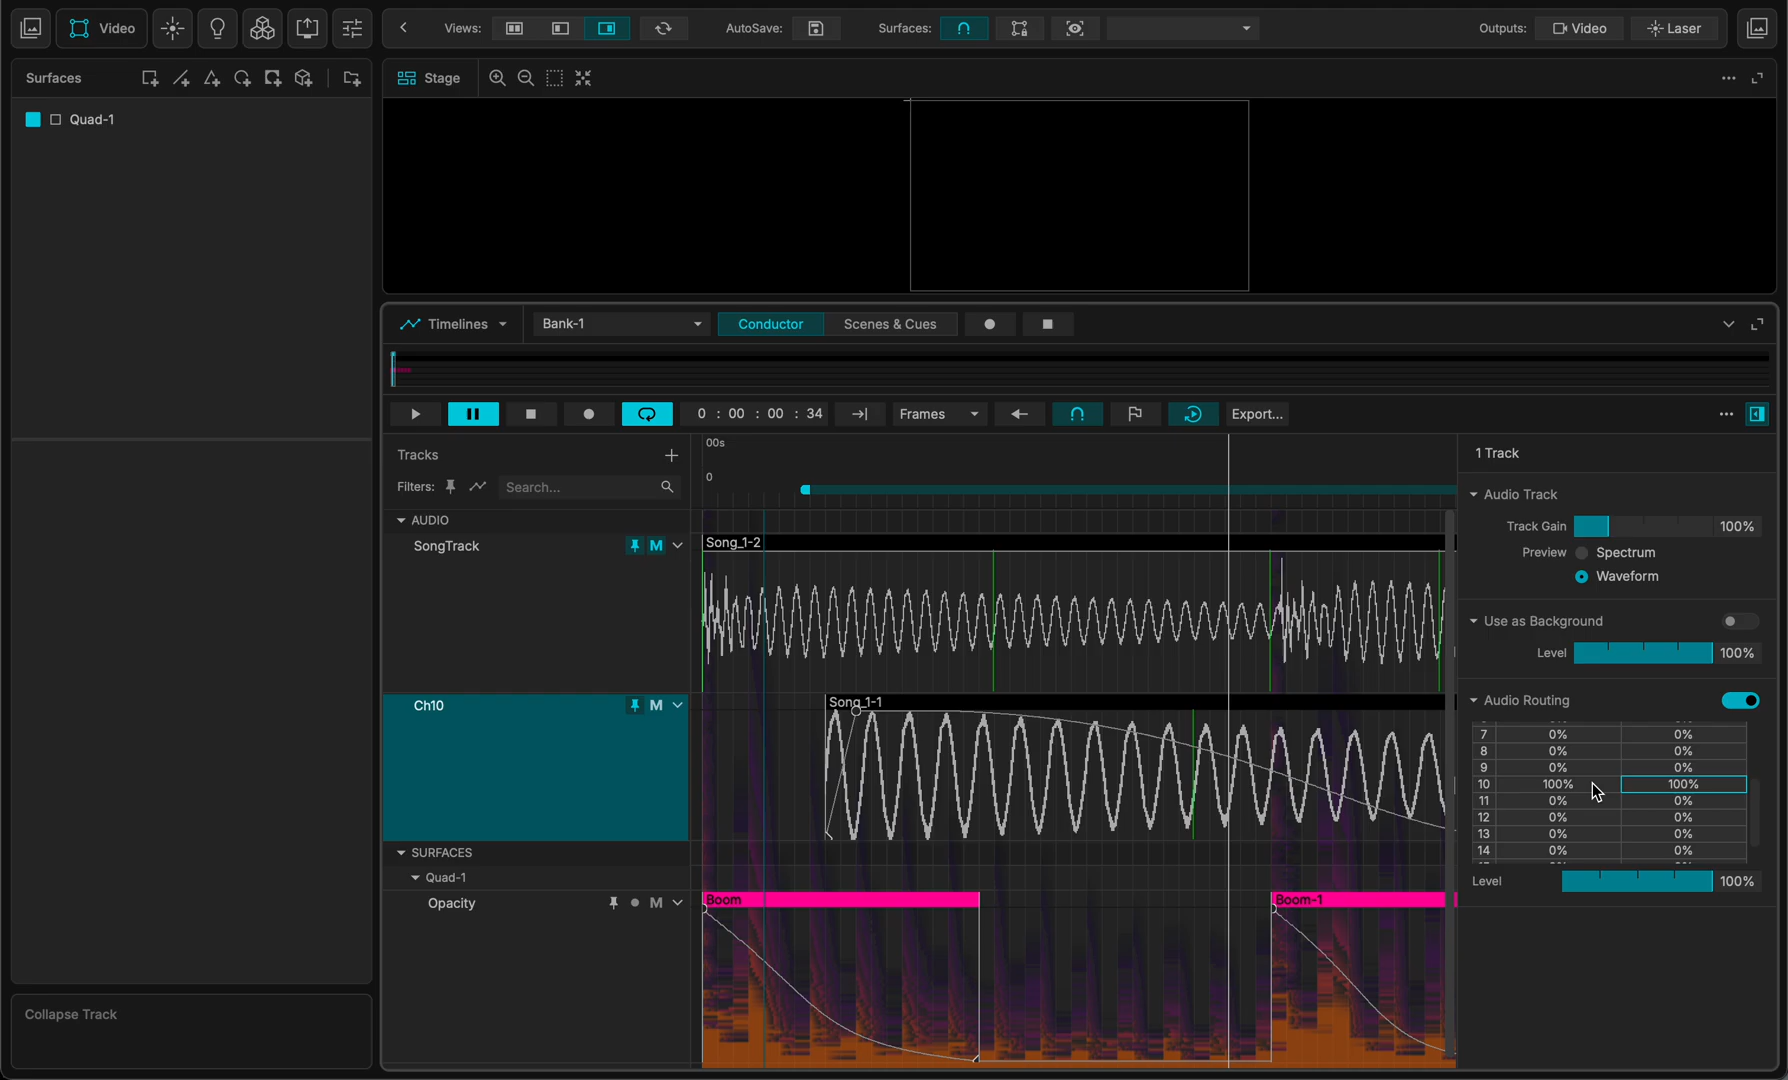 Video
Views:
AutoSave:
Surfaces:
Outputs:
Video
Laser
Surfaces
Stage
Quad-1
Timelines
Bank-1
Conductor
Scenes & Cues
0 : 00 : 00 : 34
Frames
Export...
Tracks
00s
1 Track
Filters:
Search...
0
Audio Track
AUDIO
Track Gain
100%
SongTrack
M
Song_1-2
Preview
Spectrum
Waveform
Use as Background
Level
100%
Ch10
M
Song_1-1
Audio Routing
7 0% 0%
8 0% 0%
9 0% 0%
10 100% 100%
11 0% 0%
12 0% 0%
13 0% 0%
14 0% 0%
SURFACES
Quad-1
Level
100%
Opacity
M
Boom
Boom-1
Collapse Track